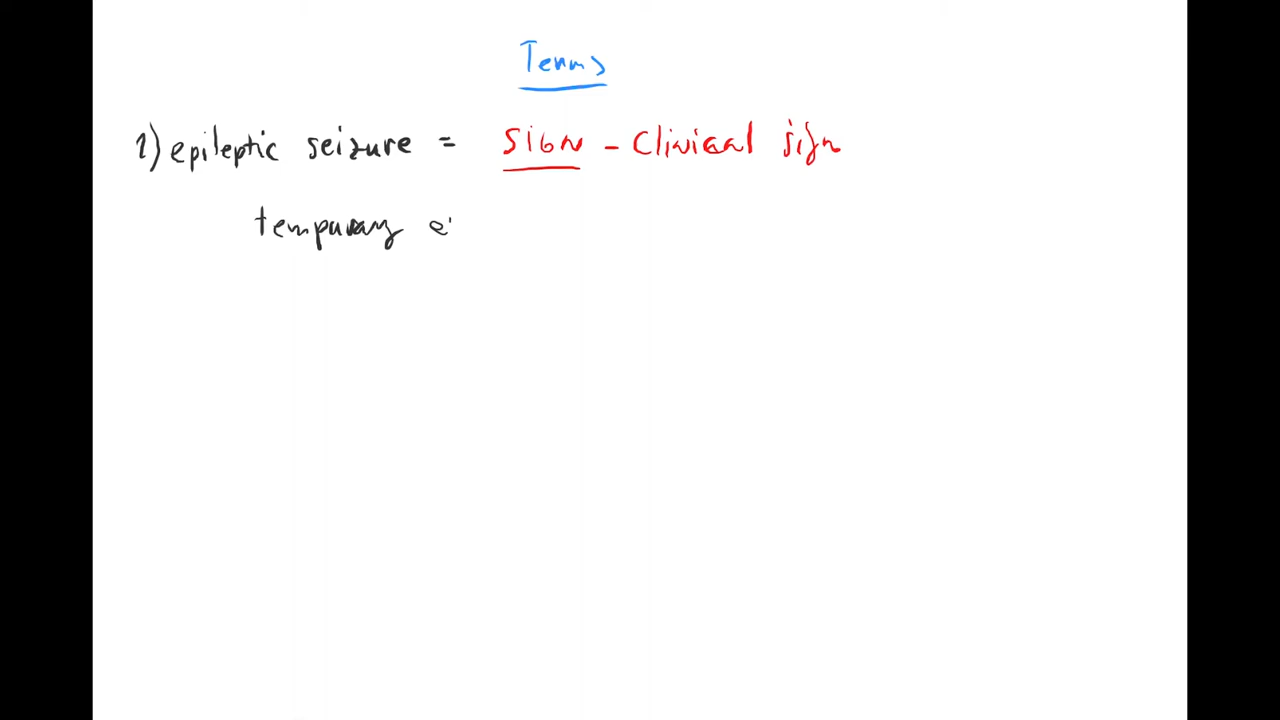 Terms
1) epileptic seizure = sign - Clinical sign
temporary e